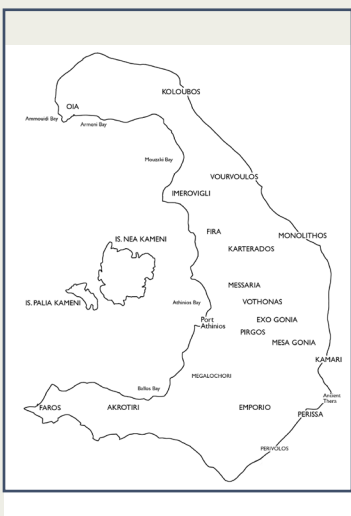 KOLOUBOS
OIA
Ammoudi Bay
Armeni Bay
Mouzaki Bay
VOURVOULOS
IMEROVIGLI
FIRA
MONOLITHOS
IS. NEA KAMENI
KARTERADOS
MESSARIA
IS. PALIA KAMENI
Athinios Bay
VOTHONAS
Port
Athinios
EXO GONIA
PIRGOS
MESA GONIA
KAMARI
MEGALOCHORI
Balos Bay
Ancient
Thera
FAROS
AKROTIRI
EMPORIO
PERISSA
PERIVOLOS